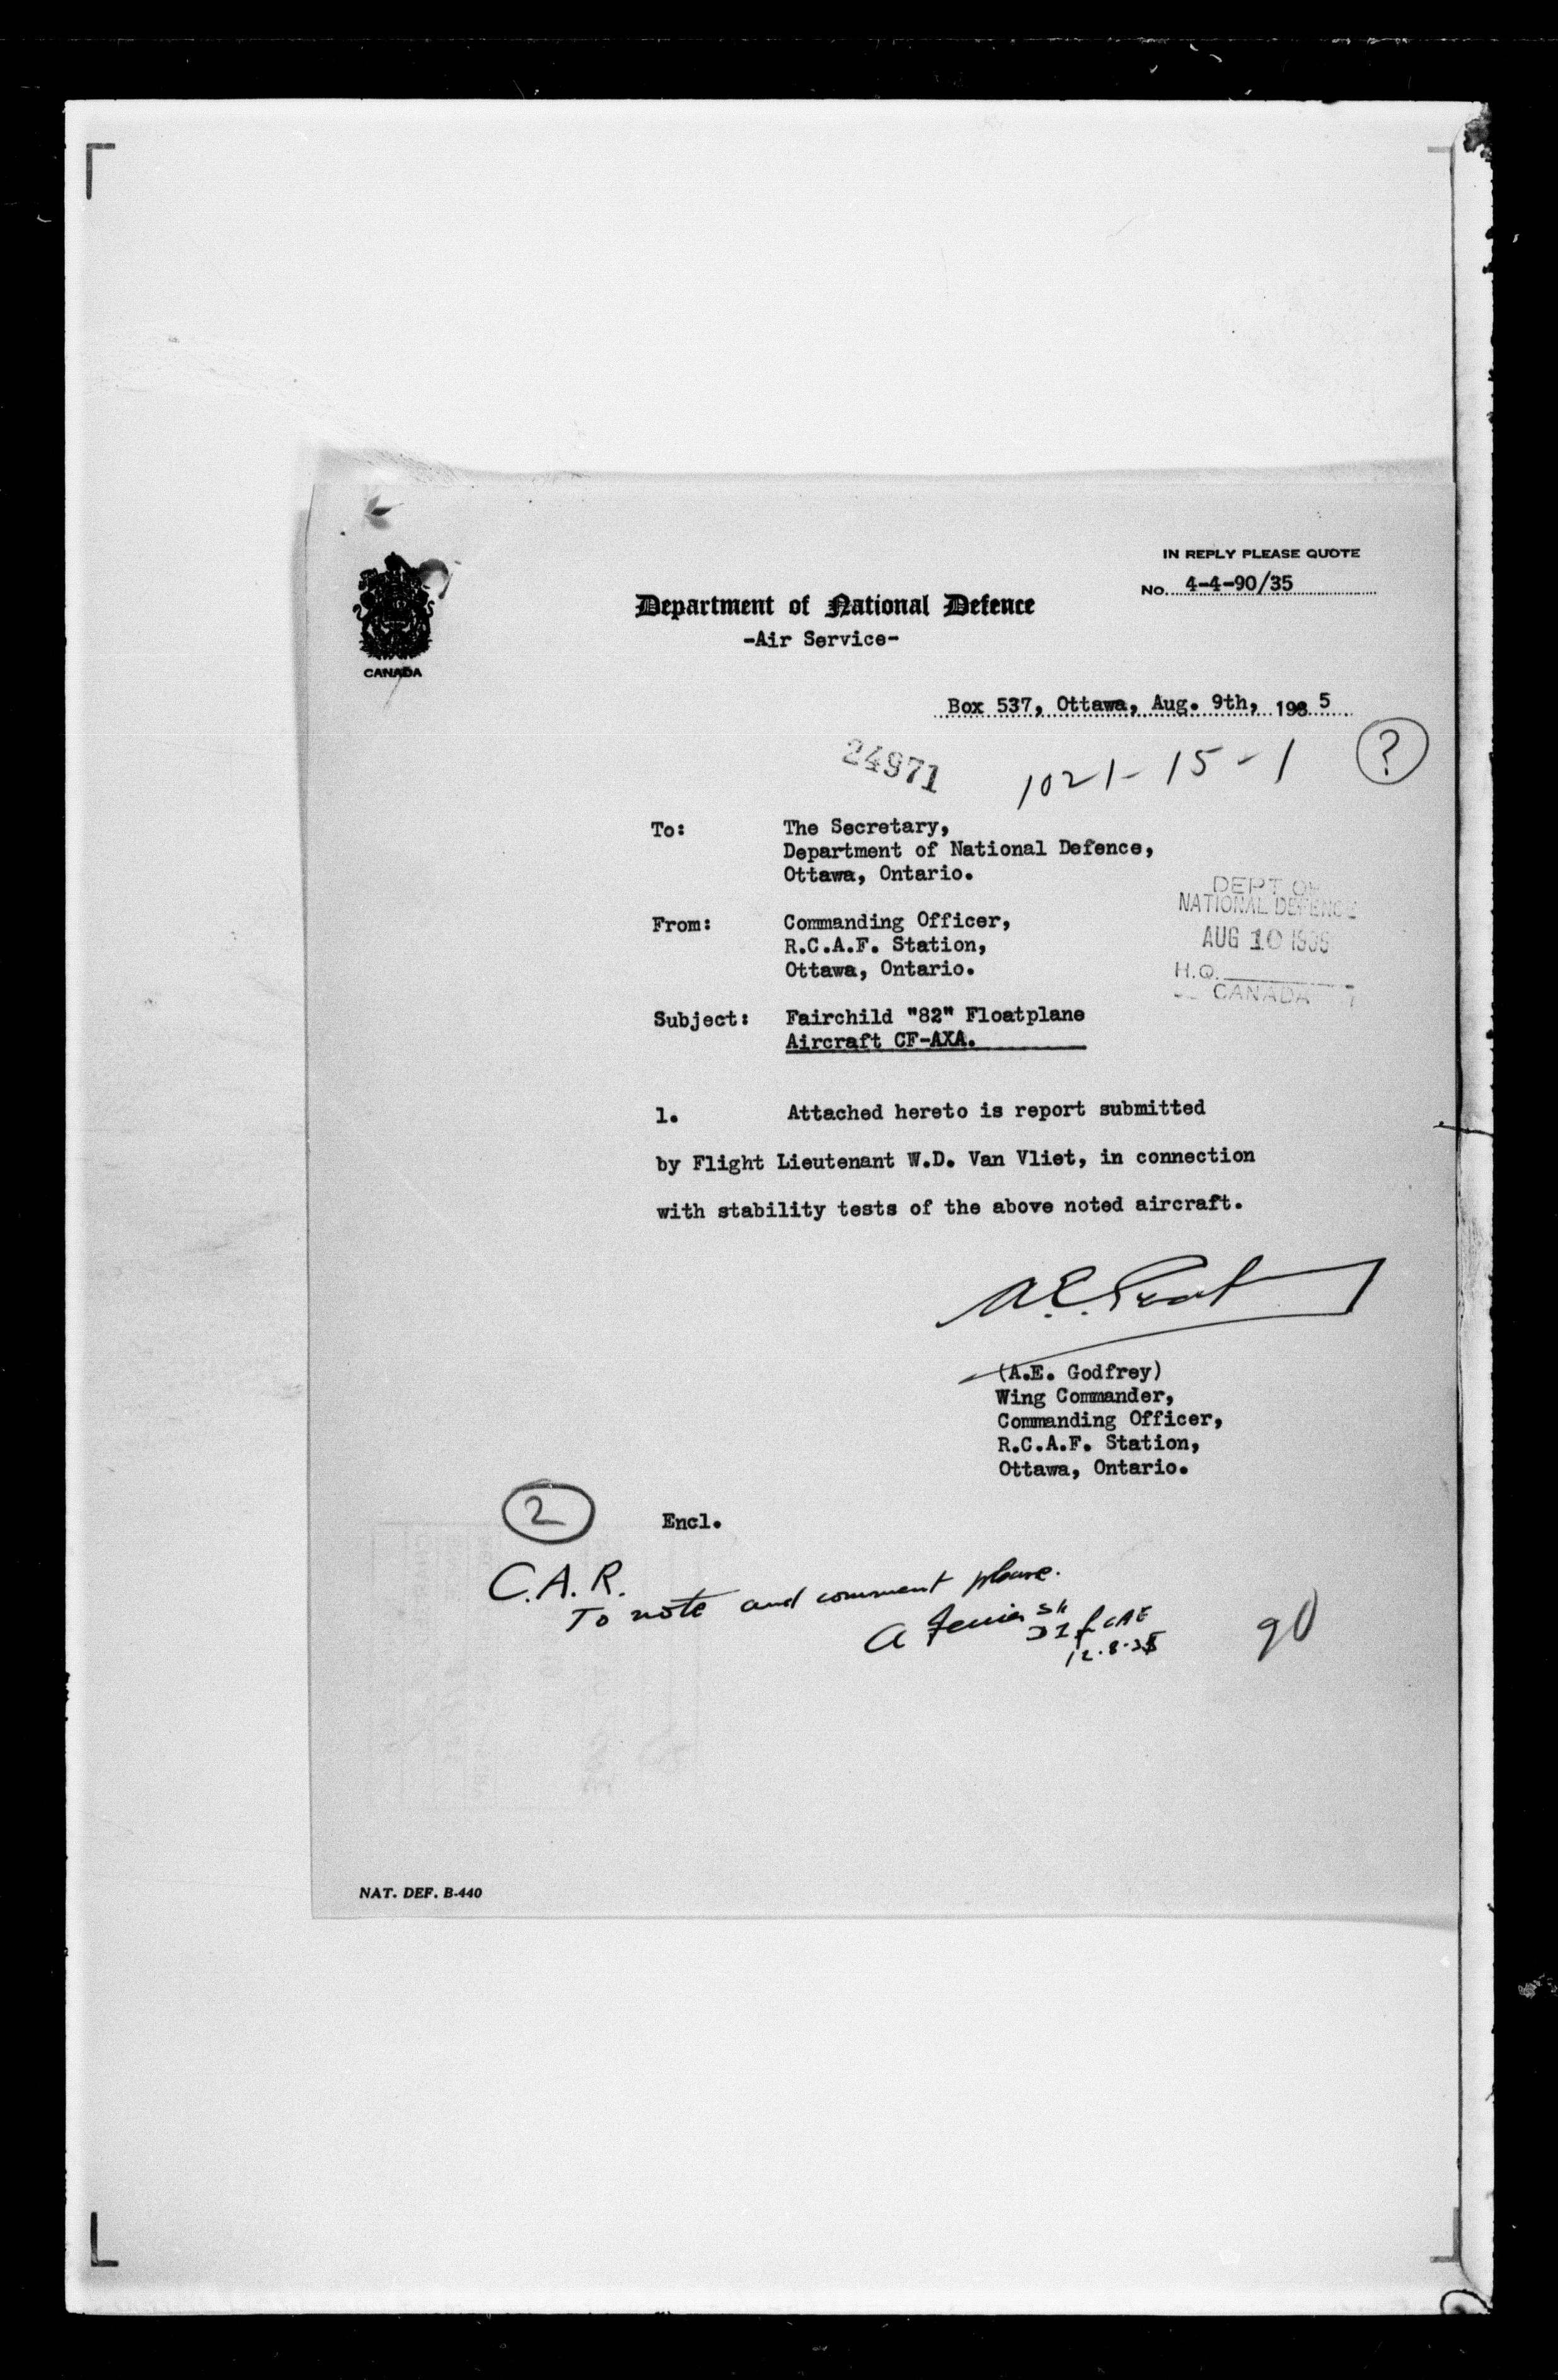 IN REPLY PLEASE QUOTE
No. 4-4-90/35
Department of National Defence
-Air Service-
CANADA
Box 537, Ottawa, Aug. 9th, 193 5
24971
1021-15-1
?
To: The Secretary,
Department of National Defence,
Ottawa, Ontario.
DEPT OF
NATIONAL DEFENCE
AUG 10 1935
H.Q.
CANADA
From: Commanding Officer,
R.C.A.F. Station,
Ottawa, Ontario.
Subject: Fairchild "82" Floatplane
Aircraft CF-AXA.
1. Attached hereto is report submitted
by Flight Lieutenant W.D. Van Vliet, in connection
with stability tests of the above noted aircraft.
(A.E. Godfrey)
Wing Commander,
Commanding Officer,
R.C.A.F. Station,
Ottawa, Ontario.
2
Encl.
C.A.R.
To note and comment please.
12.8.35
90
NAT. DEF. B-440